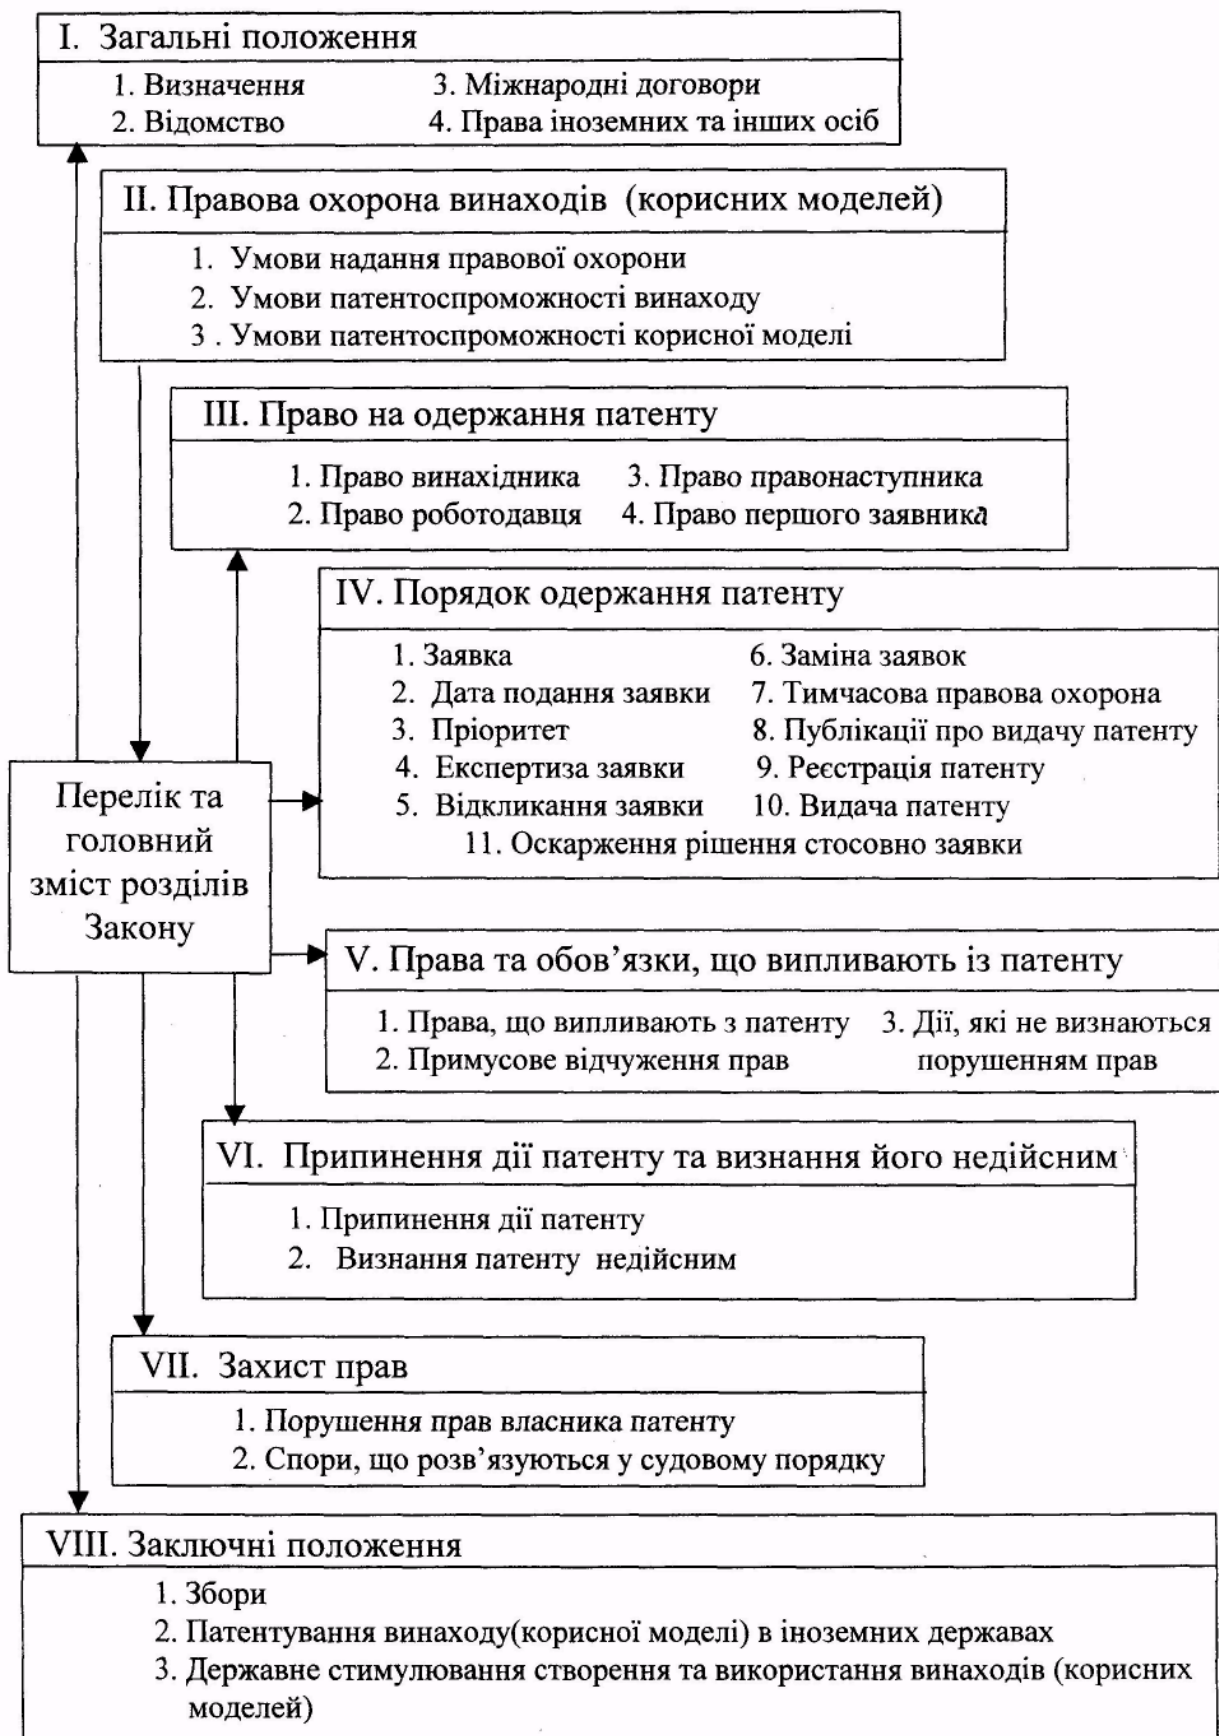 I. Загальні положення
1. Визначення 3. Міжнародні договори
2. Відомство 4. Права іноземних та інших осіб
II. Правова охорона винаходів (корисних моделей)
1. Умови надання правової охорони
2. Умови патентоспроможності винаходу
3 . Умови патентоспроможності корисної моделі
III. Право на одержання патенту
1. Право винахідника 3. Право правонаступника
2. Право роботодавця 4. Право першого заявника
IV. Порядок одержання патенту
1. Заявка 6. Заміна заявок
2. Дата подання заявки 7. Тимчасова правова охорона
3. Пріоритет 8. Публікації про видачу патенту
4. Експертиза заявки 9. Реєстрація патенту
5. Відкликання заявки 10. Видача патенту
11. Оскарження рішення стосовно заявки
Перелік та
головний
зміст розділів
Закону
V. Права та обов’язки, що випливають із патенту
1. Права, що випливають з патенту 3. Дії, які не визнаються
2. Примусове відчуження прав порушенням прав
VI. Припинення дії патенту та визнання його недійсним
1. Припинення дії патенту
2. Визнання патенту недійсним
VII. Захист прав
1. Порушення прав власника патенту
2. Спори, що розв’язуються у судовому порядку
VIII. Заключні положення
1. Збори
2. Патентування винаходу(корисної моделі) в іноземних державах
3. Державне стимулювання створення та використання винаходів (корисних
моделей)